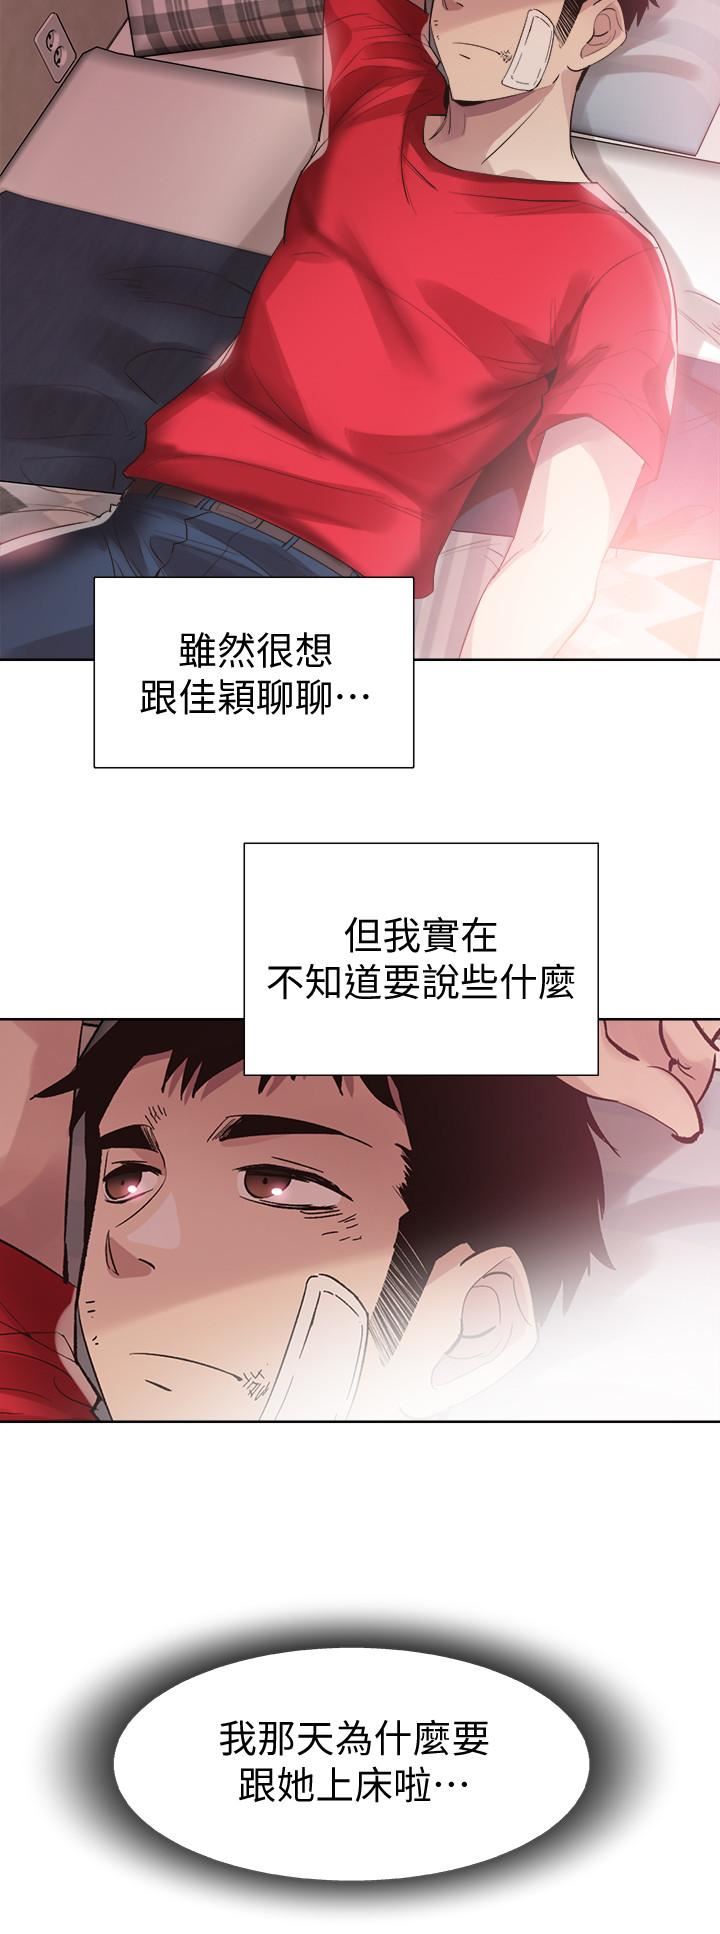 雖然很想
跟佳穎聊聊⋯
但我實在
不知道要說些什麼
我那天為什麼要
跟她上床啦⋯